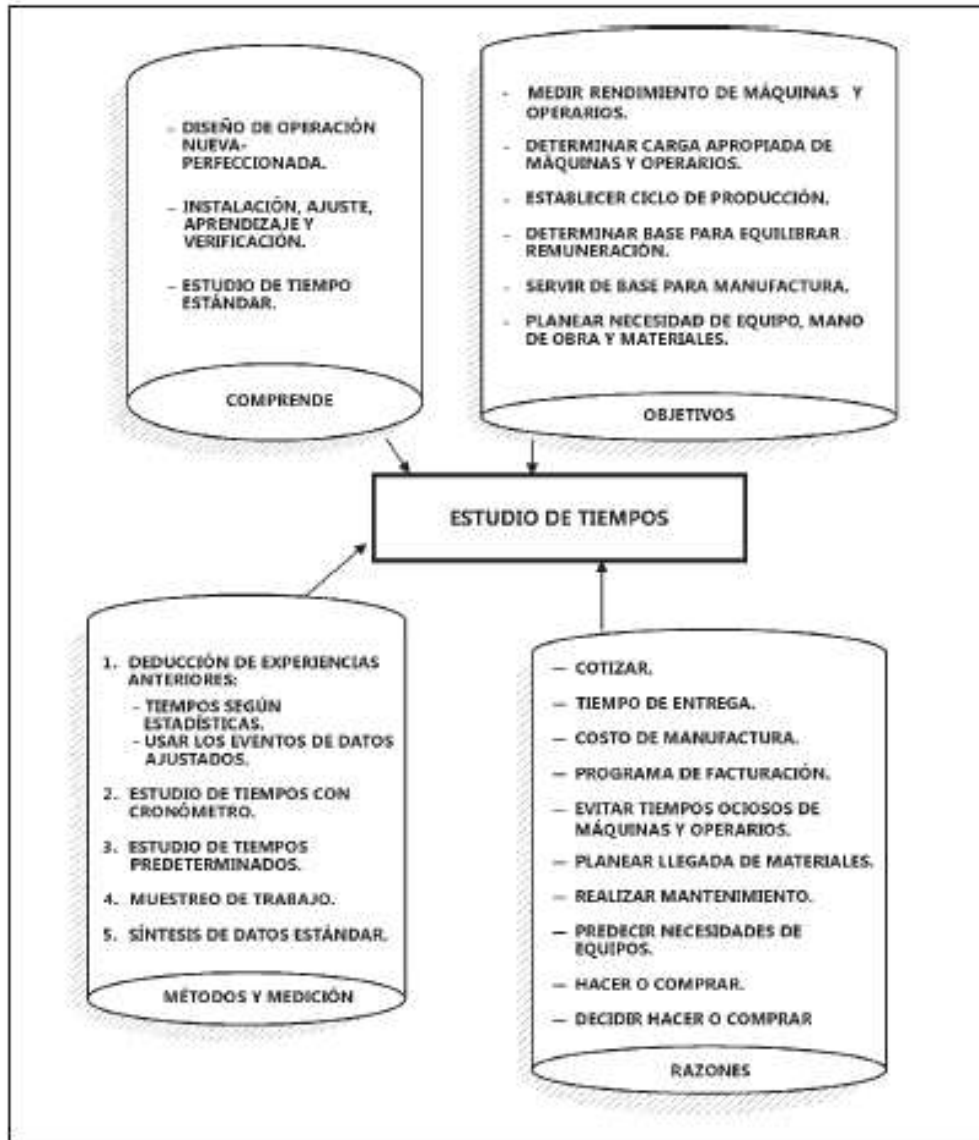 - DISEÑO DE OPERACIÓN
NUEVA-
PERFECCIONADA.
- INSTALACIÓN, AJUSTE,
APRENDIZAJE Y
VERIFICACIÓN.
- ESTUDIO DE TIEMPO
ESTÁNDAR.
COMPRENDE
- MEDIR RENDIMIENTO DE MÁQUINAS Y
OPERARIOS.
- DETERMINAR CARGA APROPIADA DE
MÁQUINAS Y OPERARIOS.
- ESTABLECER CICLO DE PRODUCCIÓN.
- DETERMINAR BASE PARA EQUILIBRAR
REMUNERACIÓN.
- SERVIR DE BASE PARA MANUFACTURA.
- PLANEAR NECESIDAD DE EQUIPO, MANO
DE OBRA Y MATERIALES.
OBJETIVOS
ESTUDIO DE TIEMPOS
1. DEDUCCIÓN DE EXPERIENCIAS
ANTERIORES:
- TIEMPOS SEGÚN
ESTADÍSTICAS.
- USAR LOS EVENTOS DE DATOS
AJUSTADOS.
2. ESTUDIO DE TIEMPOS CON
CRONÓMETRO.
3. ESTUDIO DE TIEMPOS
PREDETERMINADOS.
4. MUESTREO DE TRABAJO.
5. SÍNTESIS DE DATOS ESTÁNDAR.
MÉTODOS Y MEDICIÓN
— COTIZAR.
— TIEMPO DE ENTREGA.
— COSTO DE MANUFACTURA.
— PROGRAMA DE FACTURACIÓN.
— EVITAR TIEMPOS OCIOSOS DE
MÁQUINAS Y OPERARIOS.
— PLANEAR LLEGADA DE MATERIALES.
— REALIZAR MANTENIMIENTO.
— PREDECIR NECESIDADES DE
EQUIPOS.
— HACER O COMPRAR.
— DECIDIR HACER O COMPRAR
RAZONES